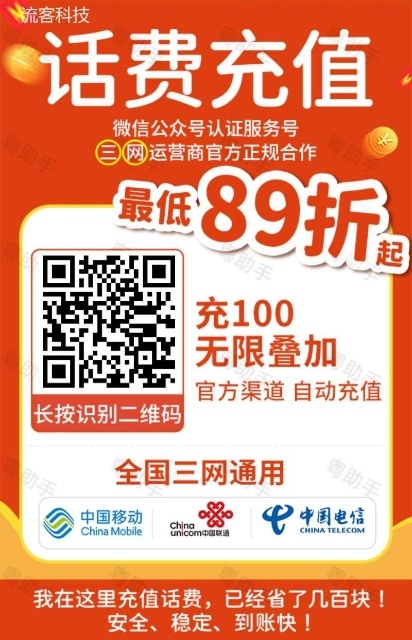 流客科技
话费充值
微信公众号认证服务号
三网运营商官方正规合作
最低89折起
充100
无限叠加
官方渠道 自动充值
长按识别二维码
全国三网通用
中国移动
China Mobile
China
unicom中国联通
中国电信
CHINA TELECOM
我在这里充值话费，已经省了几百块！
安全、稳定、到账快！
粤助手